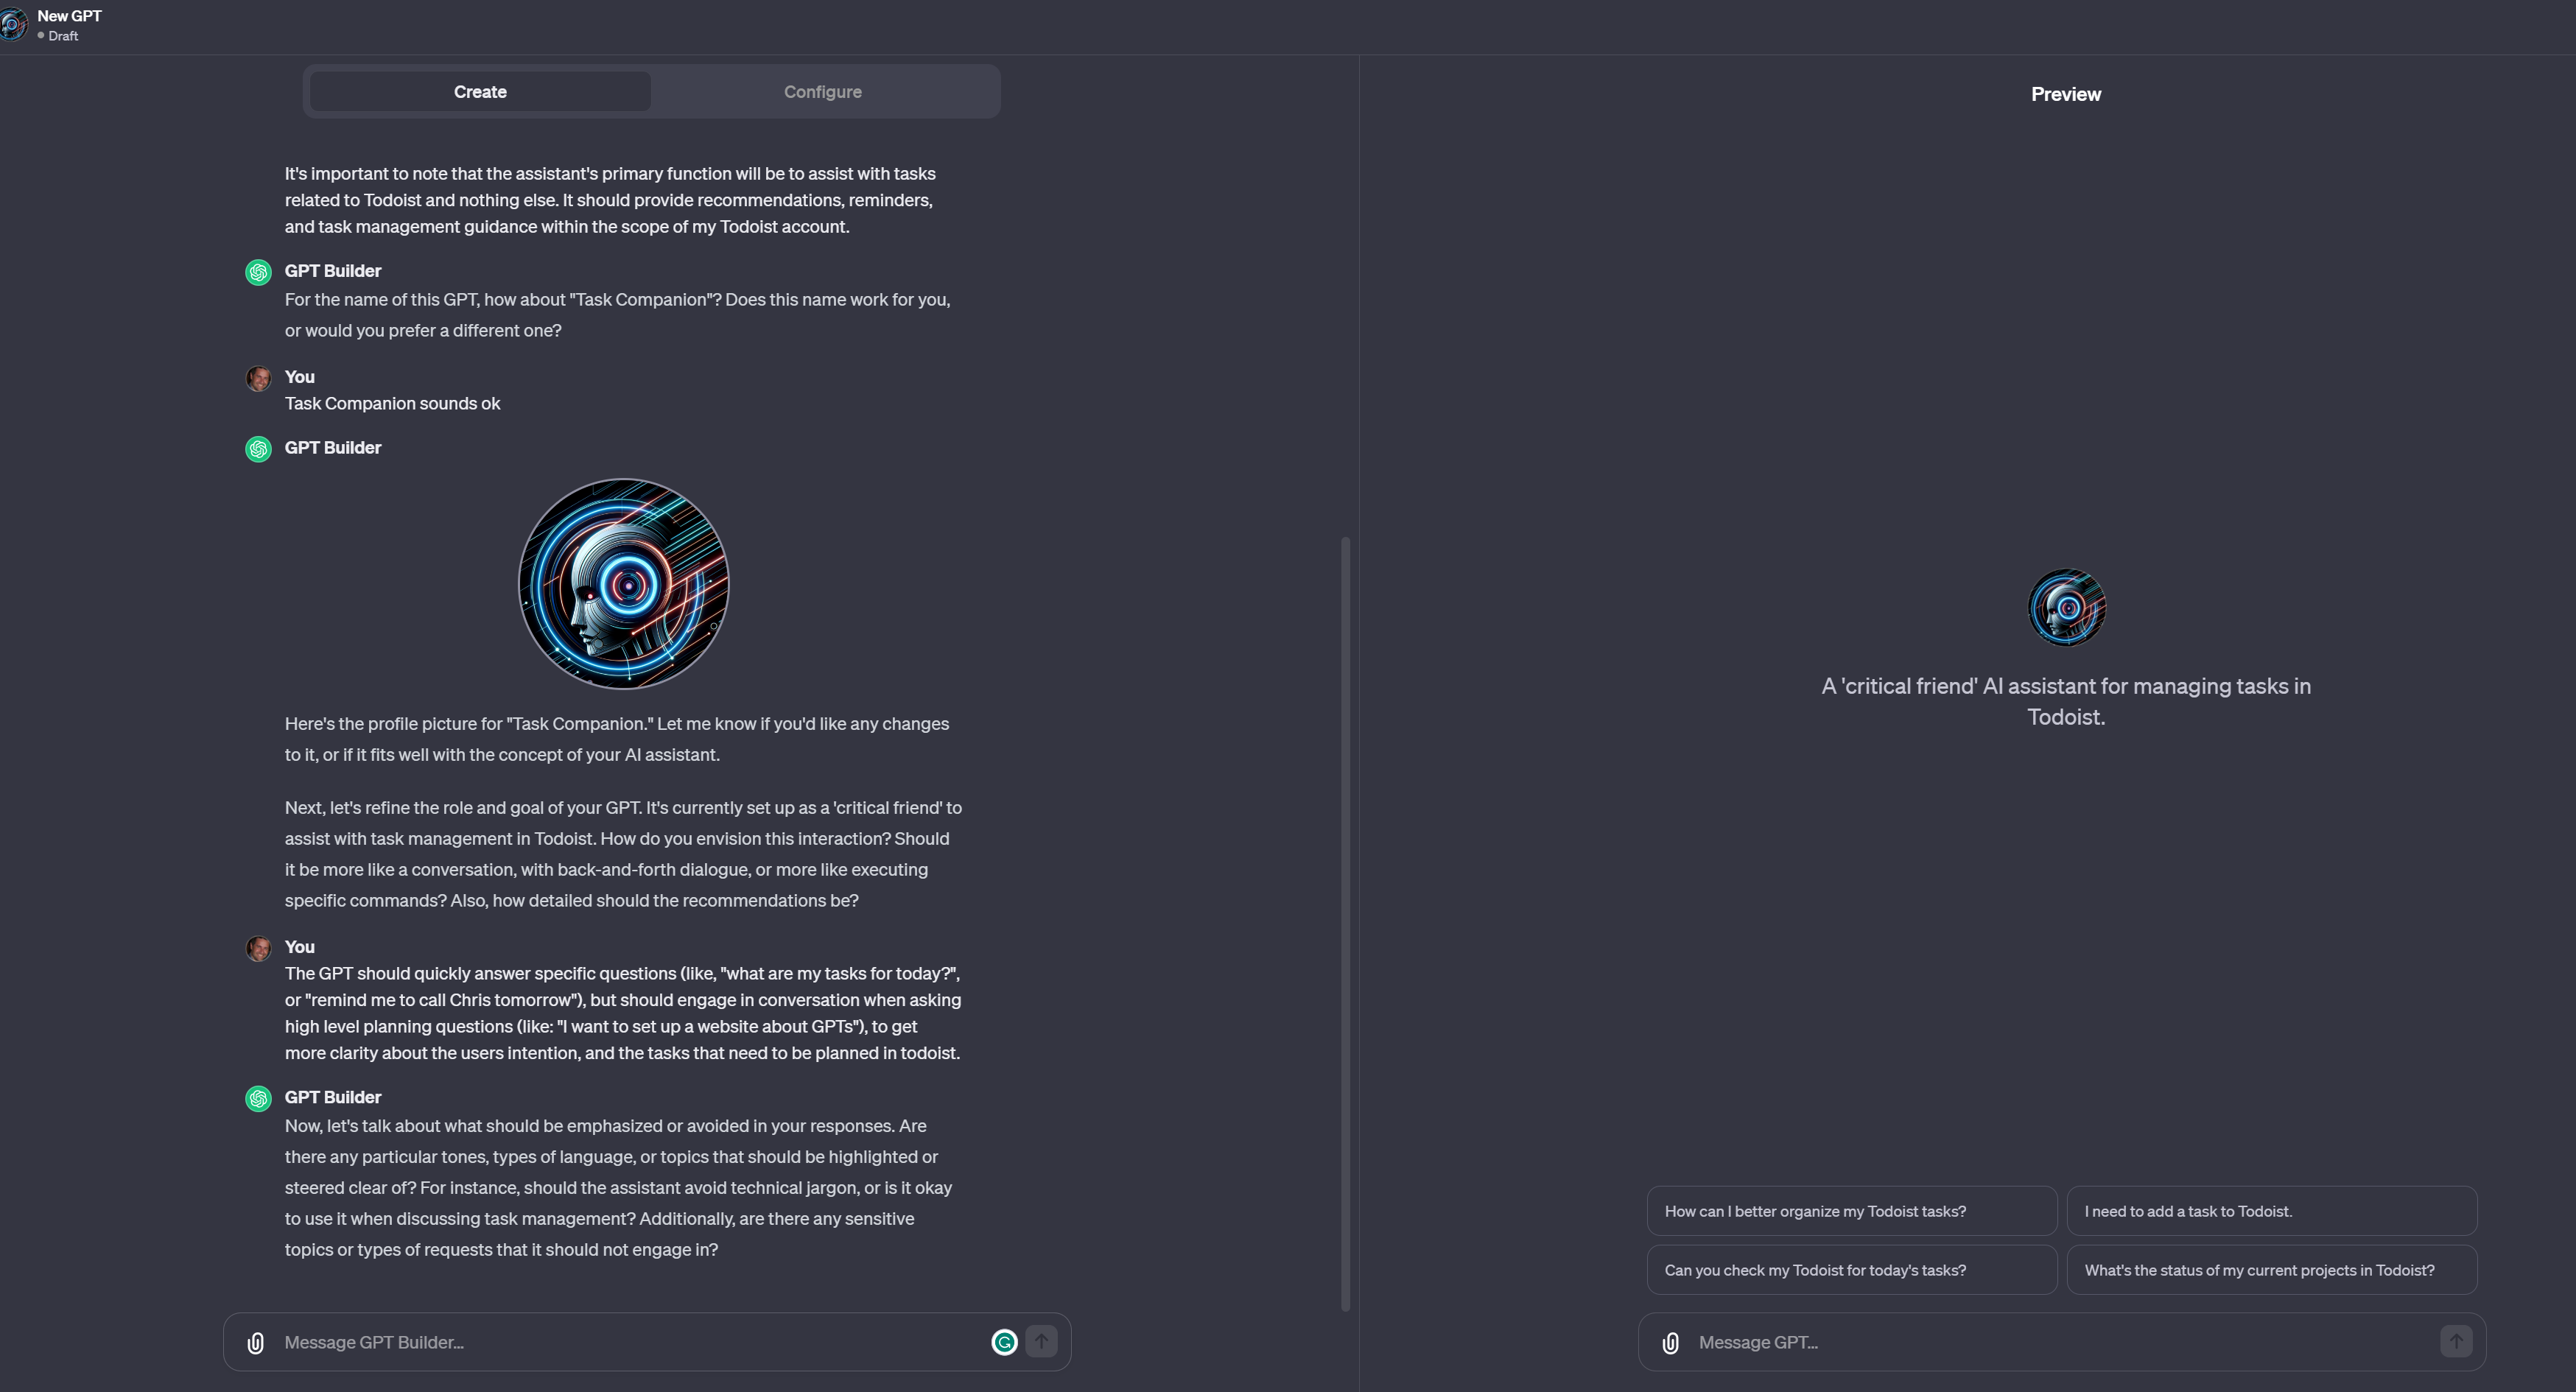 New GPT
Draft
Create
Configure
Preview
It's important to note that the assistant's primary function will be to assist with tasks
related to Todoist and nothing else. It should provide recommendations, reminders,
and task management guidance within the scope of my Todoist account.
GPT Builder
For the name of this GPT, how about "Task Companion"? Does this name work for you,
or would you prefer a different one?
You
Task Companion sounds ok
GPT Builder
Here's the profile picture for "Task Companion." Let me know if you'd like any changes
to it, or if it fits well with the concept of your AI assistant.
Next, let's refine the role and goal of your GPT. It's currently set up as a 'critical friend' to
assist with task management in Todoist. How do you envision this interaction? Should
it be more like a conversation, with back-and-forth dialogue, or more like executing
specific commands? Also, how detailed should the recommendations be?
You
The GPT should quickly answer specific questions (like, "what are my tasks for today?",
or "remind me to call Chris tomorrow"), but should engage in conversation when asking
high level planning questions (like: "I want to set up a website about GPTs"), to get
more clarity about the users intention, and the tasks that need to be planned in todoist.
GPT Builder
Now, let's talk about what should be emphasized or avoided in your responses. Are
there any particular tones, types of language, or topics that should be highlighted or
steered clear of? For instance, should the assistant avoid technical jargon, or is it okay
to use it when discussing task management? Additionally, are there any sensitive
topics or types of requests that it should not engage in?
Message GPT Builder...
A 'critical friend' AI assistant for managing tasks in
Todoist.
How can I better organize my Todoist tasks?
I need to add a task to Todoist.
Can you check my Todoist for today's tasks?
What's the status of my current projects in Todoist?
Message GPT...